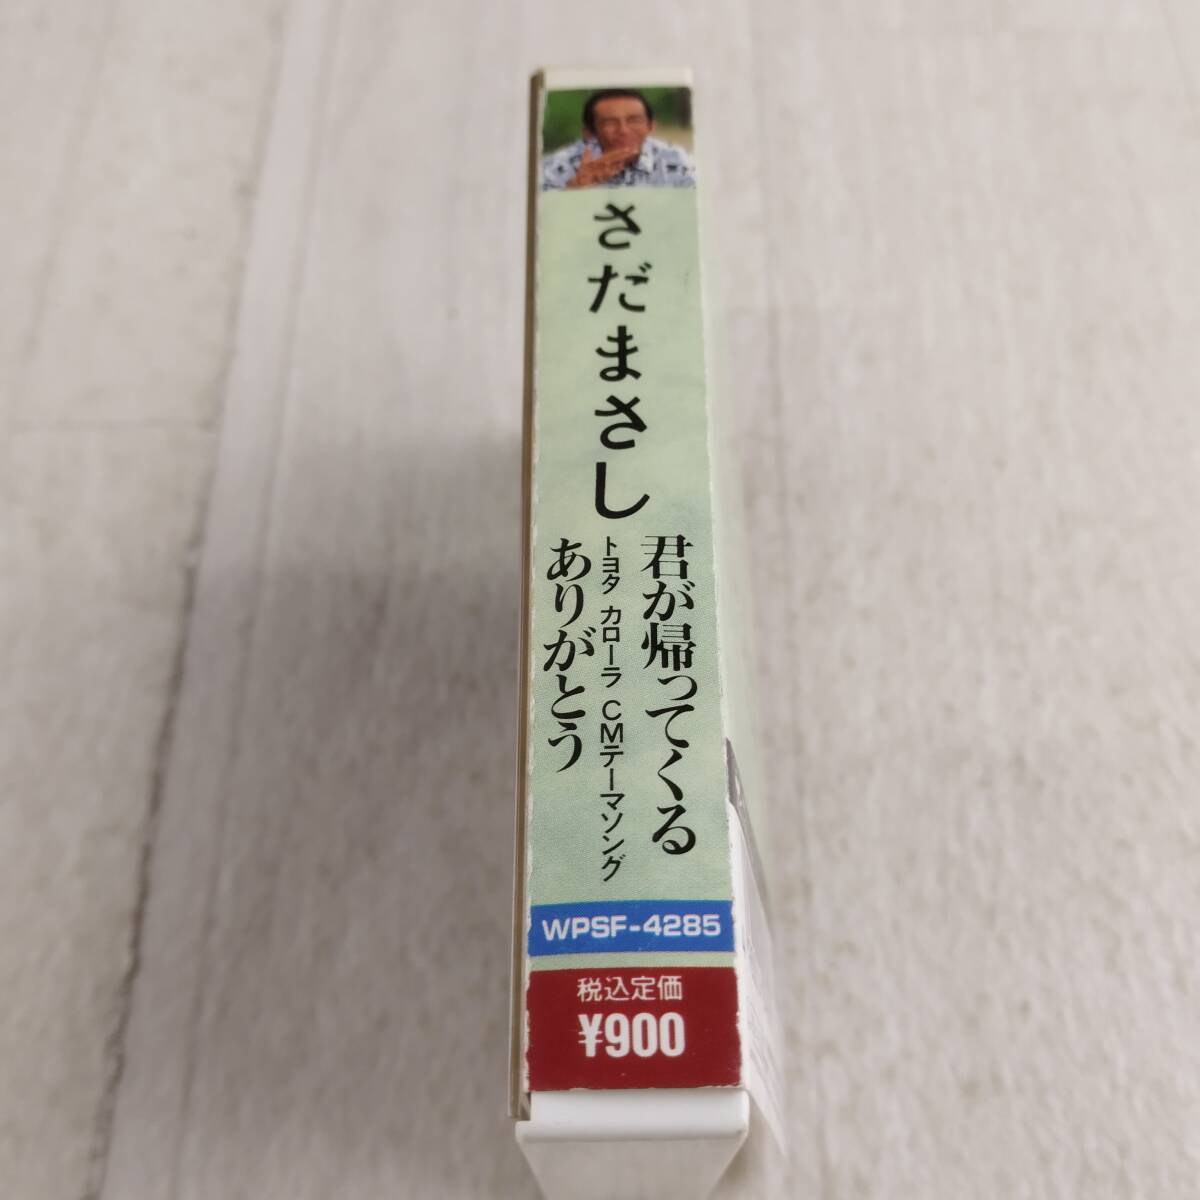 さだまさし
君が帰ってくる
トヨタ カローラ CMテーマソング
ありがとう
WPSF-4285
税込定価
¥900